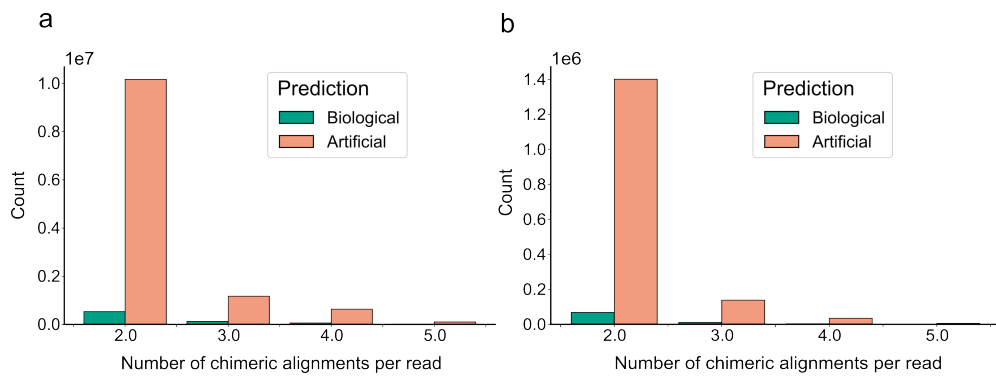 a
1e7
1.0
0.8
0.6
0.4
0.2
0.0
Count
2.0 3.0 4.0 5.0
Number of chimeric alignments per read
Prediction
Biological
Artificial
b
1e6
1.4
1.2
1.0
0.8
0.6
0.4
0.2
0.0
Count
2.0 3.0 4.0 5.0
Number of chimeric alignments per read
Prediction
Biological
Artificial